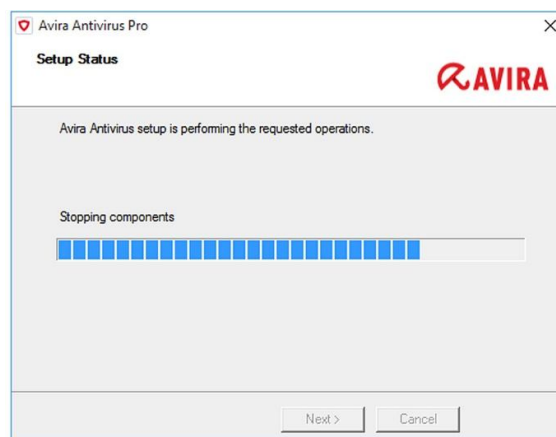 Avira Antivirus Pro
Setup Status
AVIRA
Avira Antivirus setup is performing the requested operations.
Stopping components
Next > Cancel